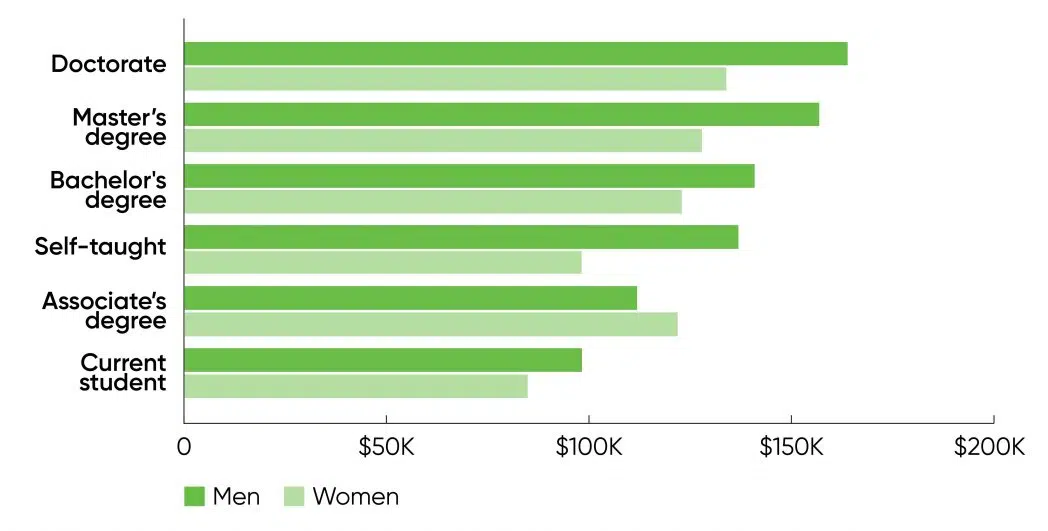 Doctorate
Master’s
degree
Bachelor's
degree
Self-taught
Associate’s
degree
Current
student
0
$50K
$100K
$150K
$200K
Men
Women